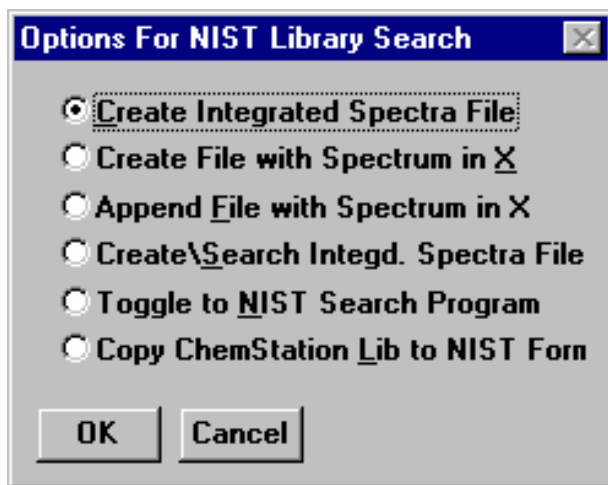 Options For NIST Library Search
Create Integrated Spectra File
Create File with Spectrum in X
Append File with Spectrum in X
Create\Search Integd. Spectra File
Toggle to NIST Search Program
Copy ChemStation Lib to NIST Forn
OK Cancel